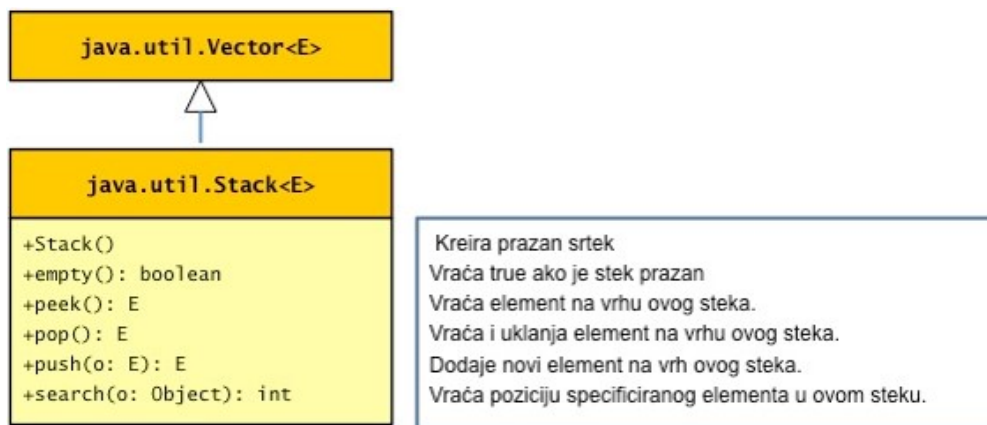 java.util.Vector<E>
java.util.Stack<E>
+Stack()
+empty(): boolean
+peek(): E
+pop(): E
+push(o: E): E
+search(o: Object): int
Kreira prazan srtek
Vraća true ako je stek prazan
Vraća element na vrhu ovog steka.
Vraća i uklanja element na vrhu ovog steka.
Dodaje novi element na vrh ovog steka.
Vraća poziciju specificiranog elementa u ovom steku.